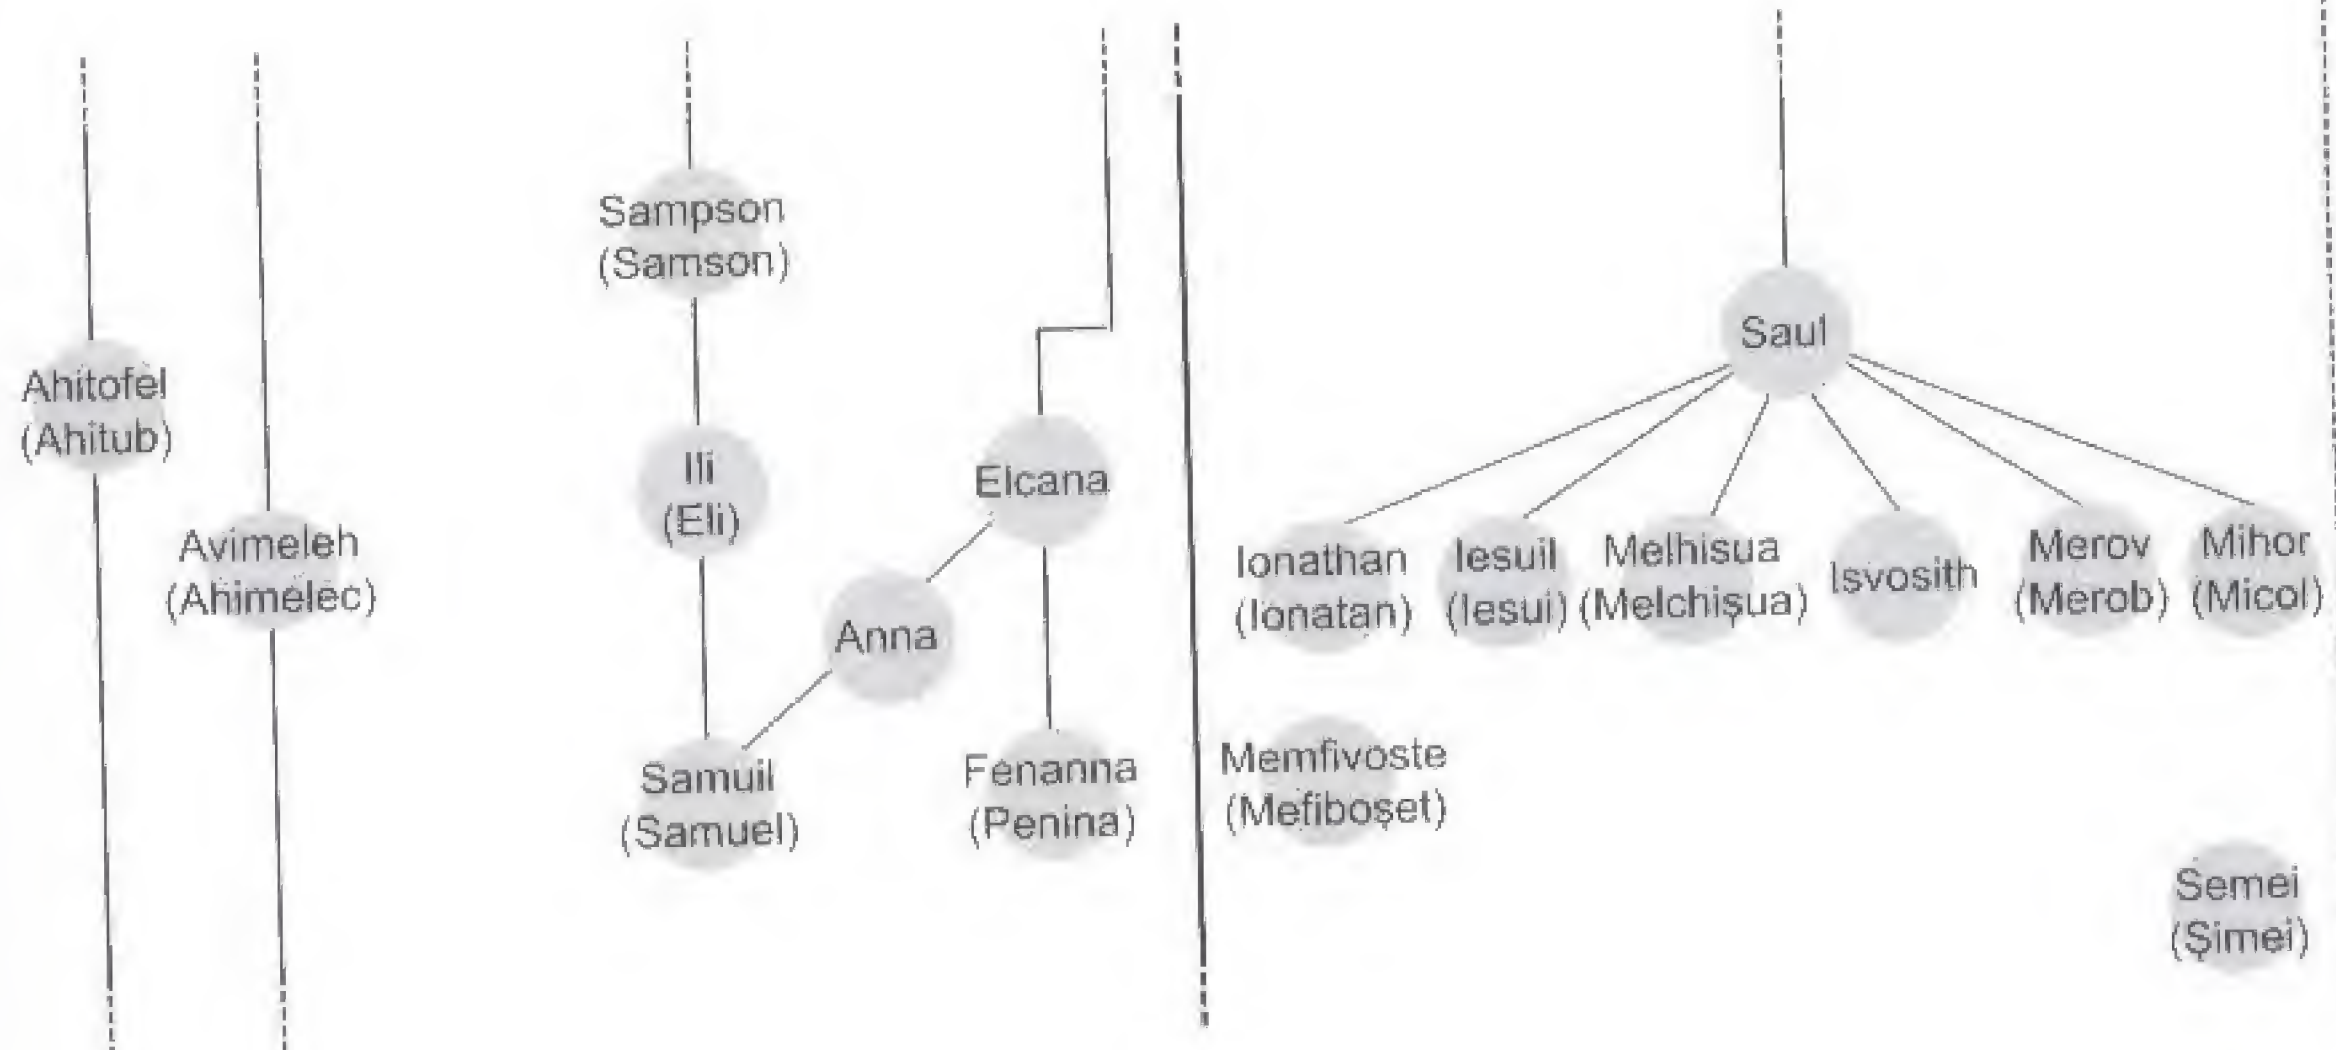 Sampson
(Samson)
Saul
Ahitofel
(Ahitub)
Ili
(Eli)
Elcana
Avimeleh
(Ahimelec)
Anna
Ionathan
(Ionatan)
Iesuil
(Iesui)
Melhisua
(Melchişua)
Isvosith
Merov
(Merob)
Mihor
(Micol)
Samuil
(Samuel)
Fenanna
(Penina)
Memfivoste
(Mefiboşet)
Semei
(Şimei)